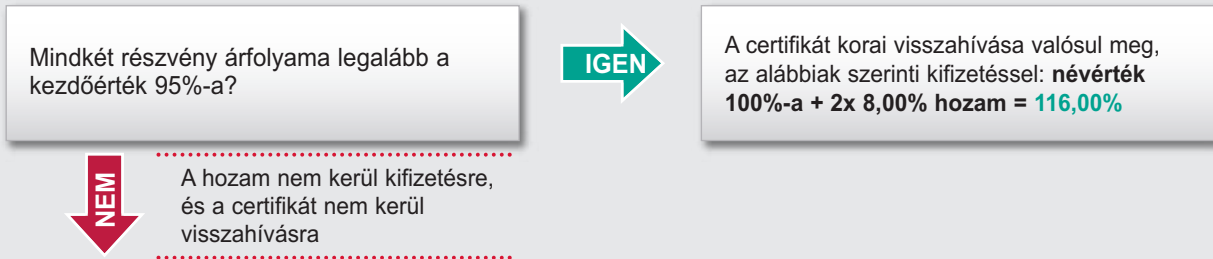 Mindkét részvény árfolyama legalább a
kezdőérték 95%-a?
IGEN
A certifikát korai visszahívása valósul meg,
az alábbiak szerinti kifizetéssel: névérték
100%-a + 2x 8,00% hozam = 116,00%
NEM
A hozam nem kerül kifizetésre,
és a certifikát nem kerül
visszahívásra